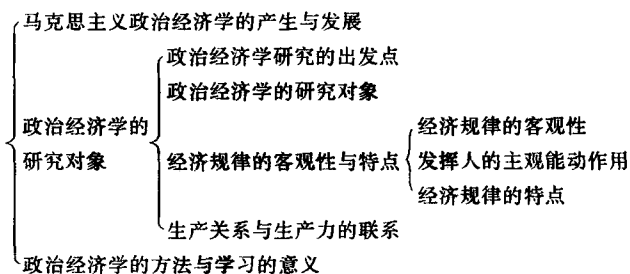 马克思主义政治经济学的产生与发展
政治经济学研究的出发点
政治经济学的研究对象
政治经济学的
研究对象
经济规律的客观性与特点
经济规律的客观性
发挥人的主观能动作用
经济规律的特点
生产关系与生产力的联系
政治经济学的方法与学习的意义